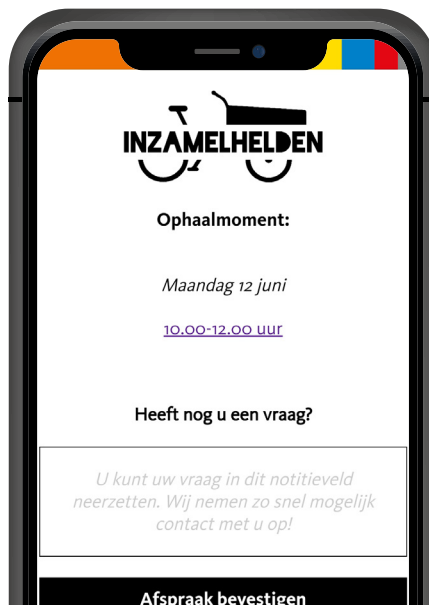 INZAMELHELDEN
Ophaalmoment:
Maandag 12 juni
10.00-12.00 uur
Heeft nog u een vraag?
U kunt uw vraag in dit notitieveld
neerzetten. Wij nemen zo snel mogelijk
contact met u op!
Afspraak bevestigen